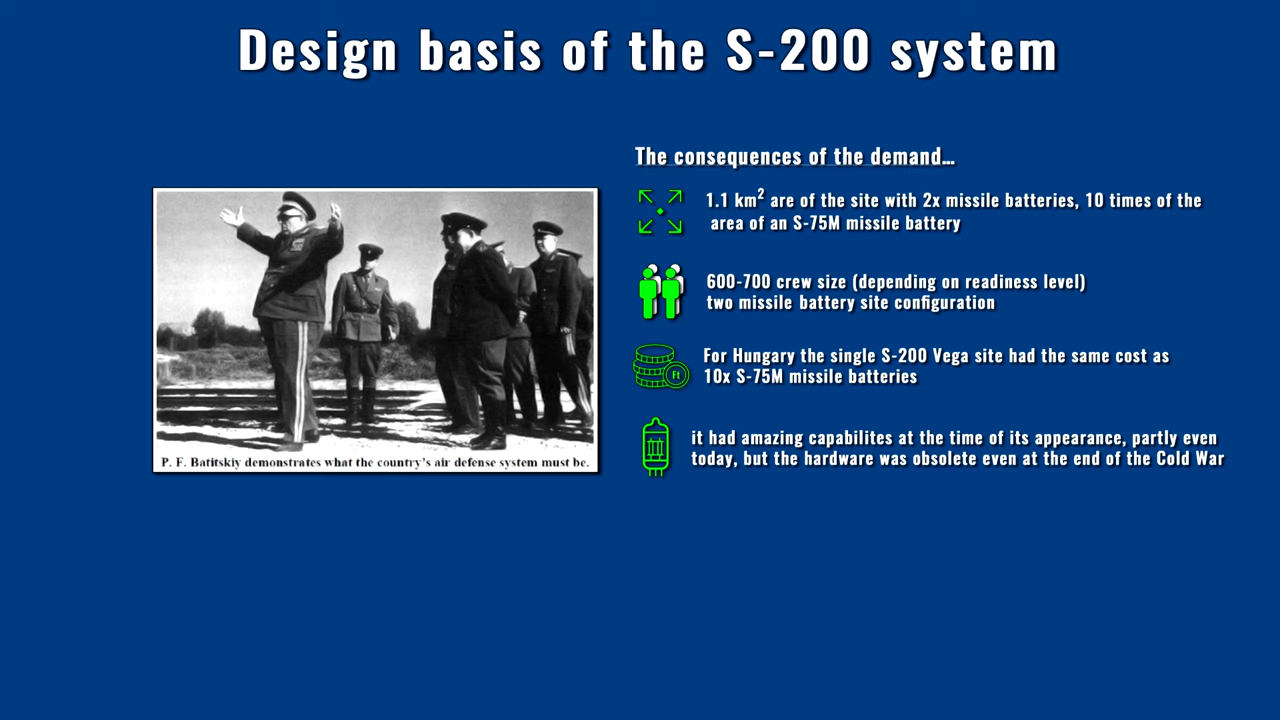 Design basis of the S-200 system
The consequences of the demand...
1.1 km² are of the site with 2x missile batteries, 10 times of the
area of an S-75M missile battery
600-700 crew size (depending on readiness level)
two missile battery site configuration
Ft
For Hungary the single S-200 Vega site had the same cost as
10x S-75M missile batteries
it had amazing capabilites at the time of its appearance, partly even
today, but the hardware was obsolete even at the end of the Cold War
P. F. Batitskiy demonstrates what the country's air defense system must be.